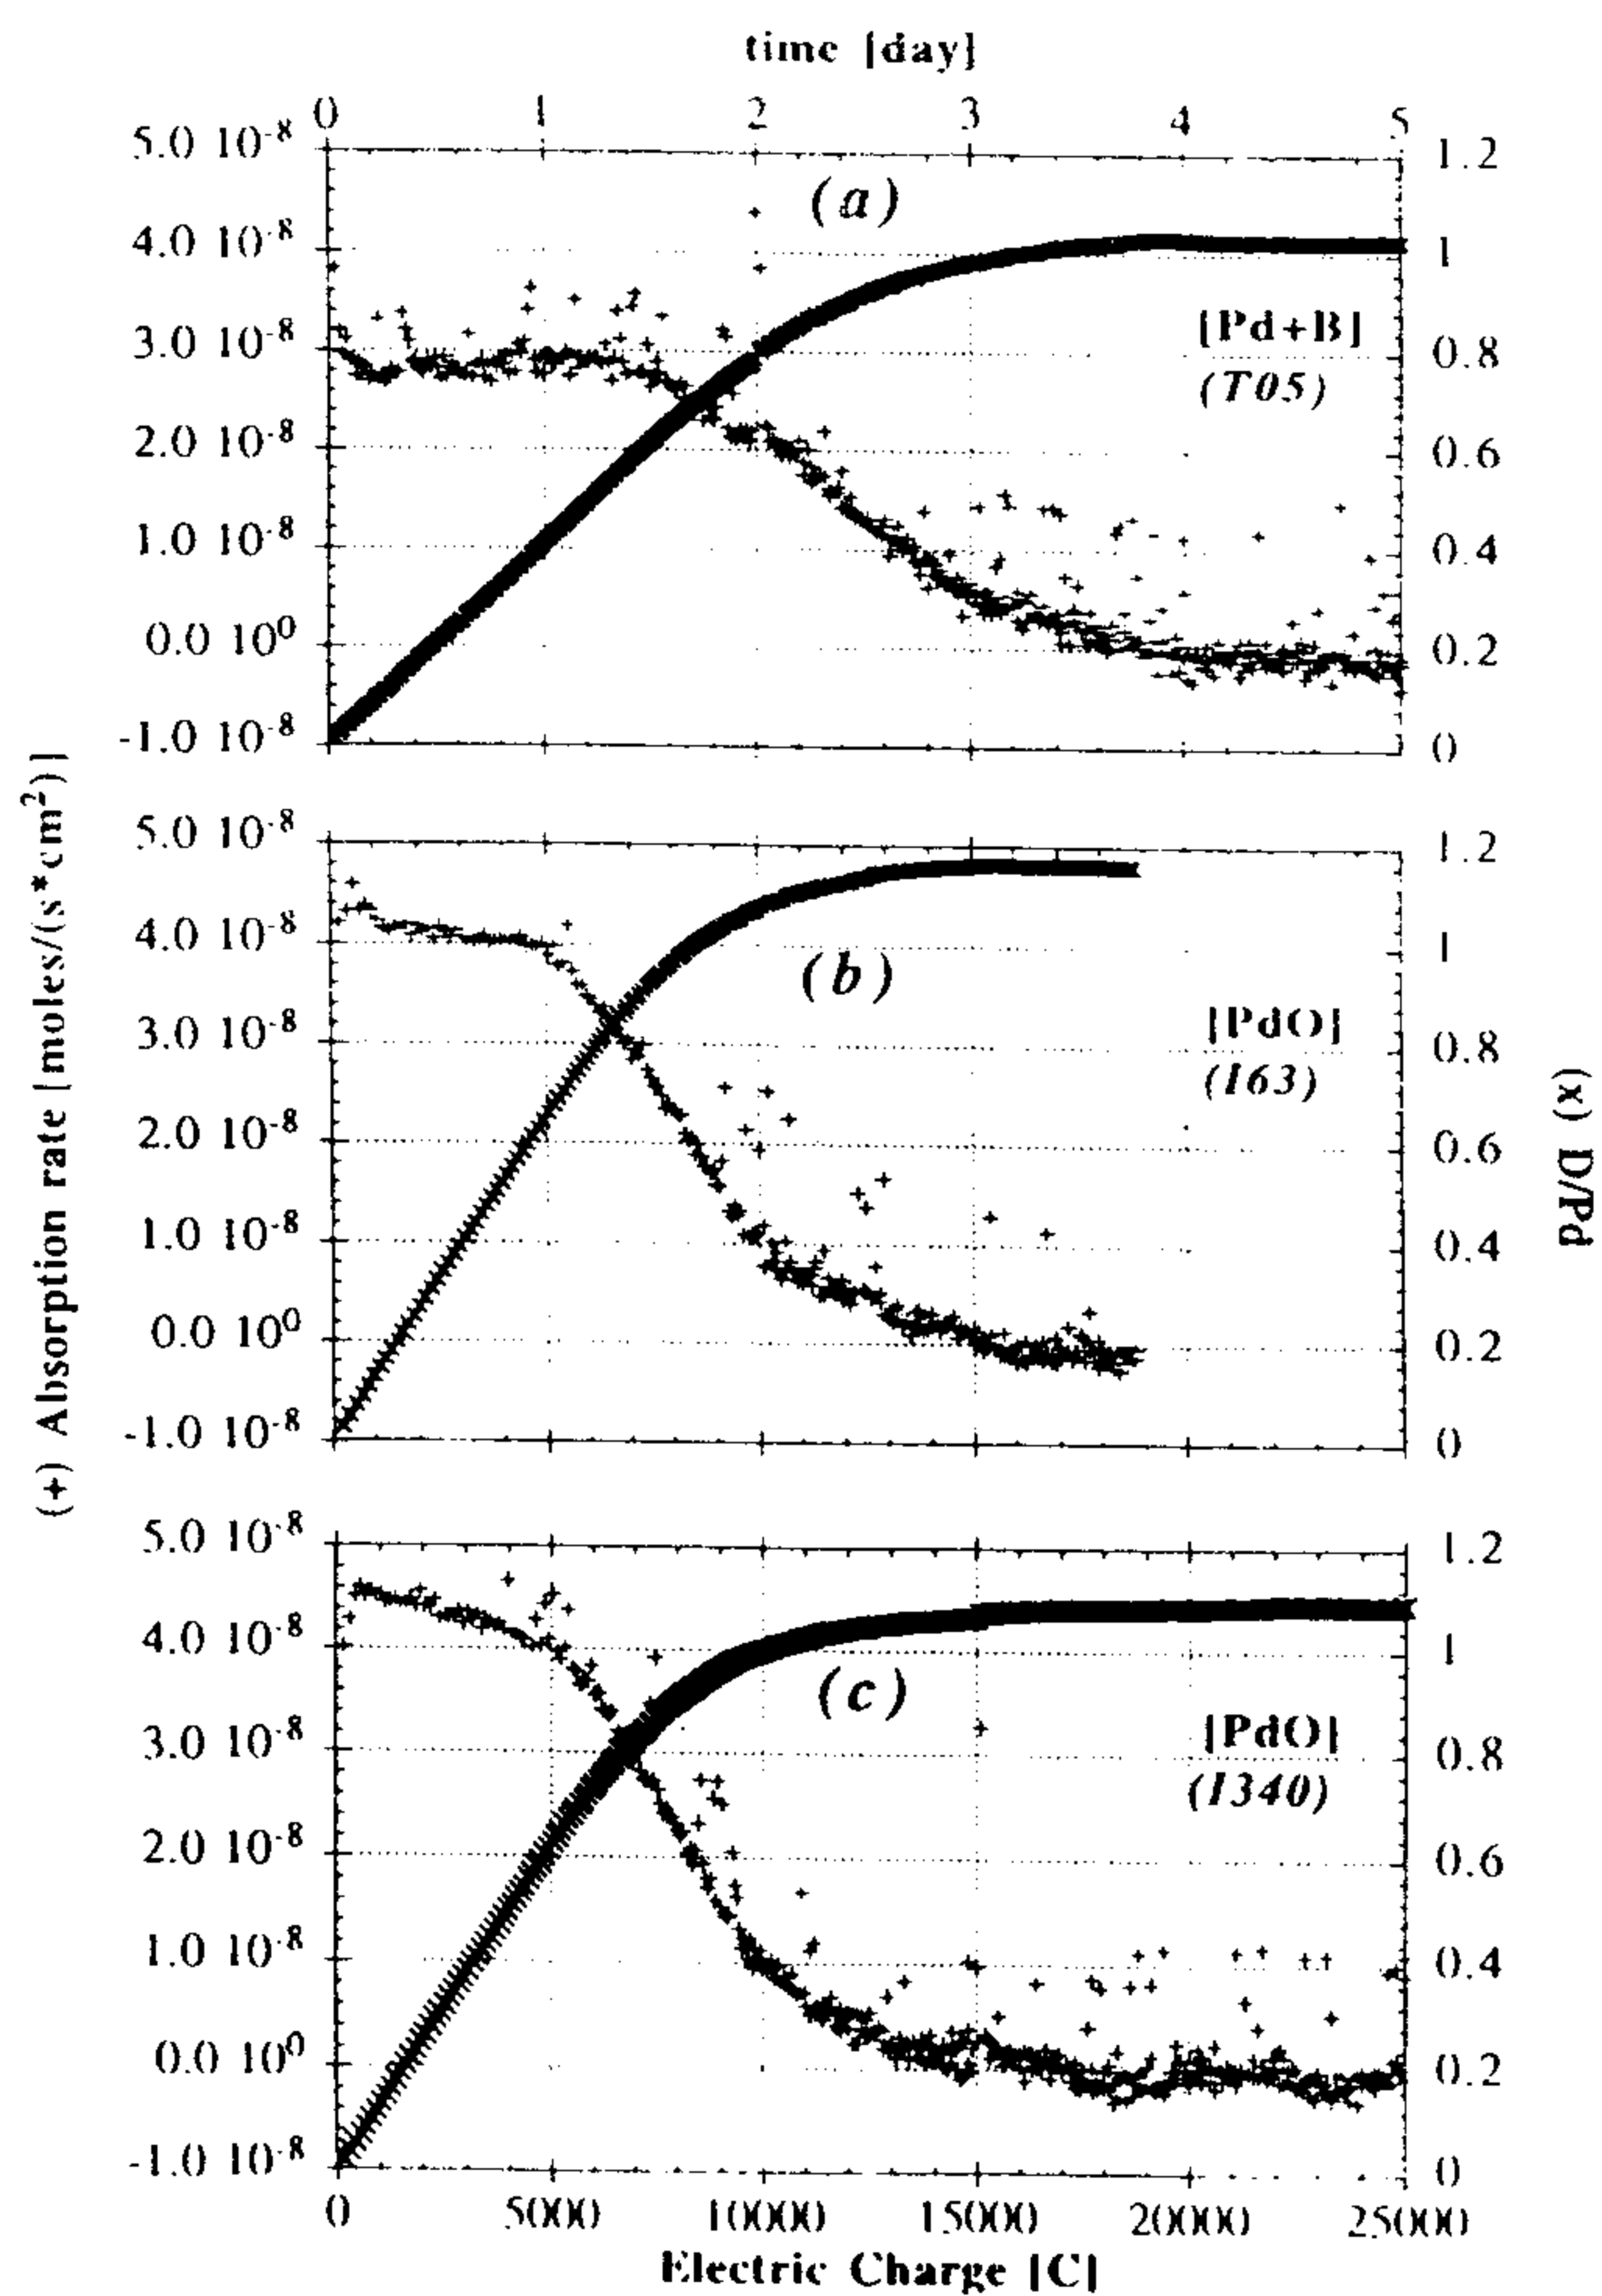 time [day]
0 1 2 3 4 5
5.0 10⁻⁸ 1.2
(a)
4.0 10⁻⁸ 1
[Pd+B]
3.0 10⁻⁸ 0.8
(T05)
2.0 10⁻⁸ 0.6
1.0 10⁻⁸ 0.4
0.0 10⁰ 0.2
-1.0 10⁻⁸ 0
(+) Absorption rate [moles/(s*cm²)]
(x) D/Pd
5.0 10⁻⁸ 1.2
4.0 10⁻⁸ 1
(b)
[PdO]
3.0 10⁻⁸ 0.8
(I63)
2.0 10⁻⁸ 0.6
1.0 10⁻⁸ 0.4
0.0 10⁰ 0.2
-1.0 10⁻⁸ 0
5.0 10⁻⁸ 1.2
4.0 10⁻⁸ 1
(c)
[PdO]
3.0 10⁻⁸ 0.8
(I340)
2.0 10⁻⁸ 0.6
1.0 10⁻⁸ 0.4
0.0 10⁰ 0.2
-1.0 10⁻⁸ 0
0 5000 10000 15000 20000 25000
Electric Charge [C]